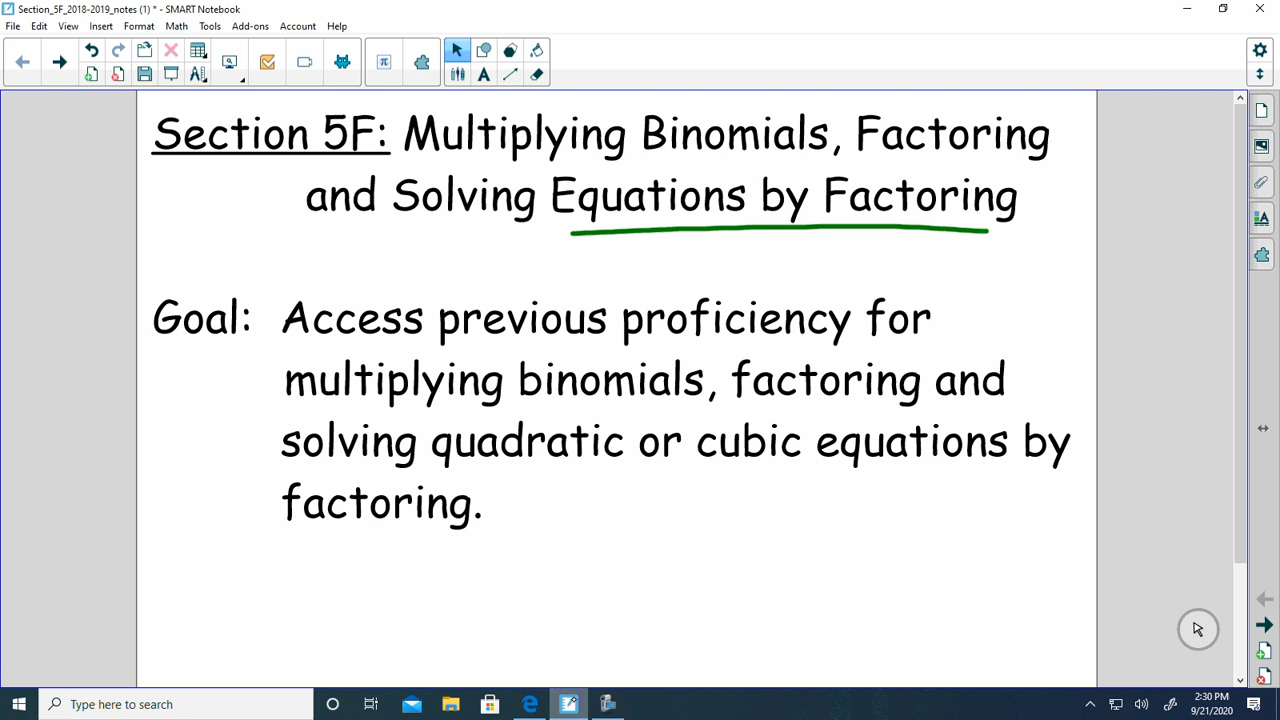 Section_5F_2018-2019_notes (1) * - SMART Notebook
File Edit View Insert Format Math Tools Add-ons Account Help
Section 5F: Multiplying Binomials, Factoring
and Solving Equations by Factoring
Goal: Access previous proficiency for
multiplying binomials, factoring and
solving quadratic or cubic equations by
factoring.
Type here to search
2:30 PM
9/21/2020